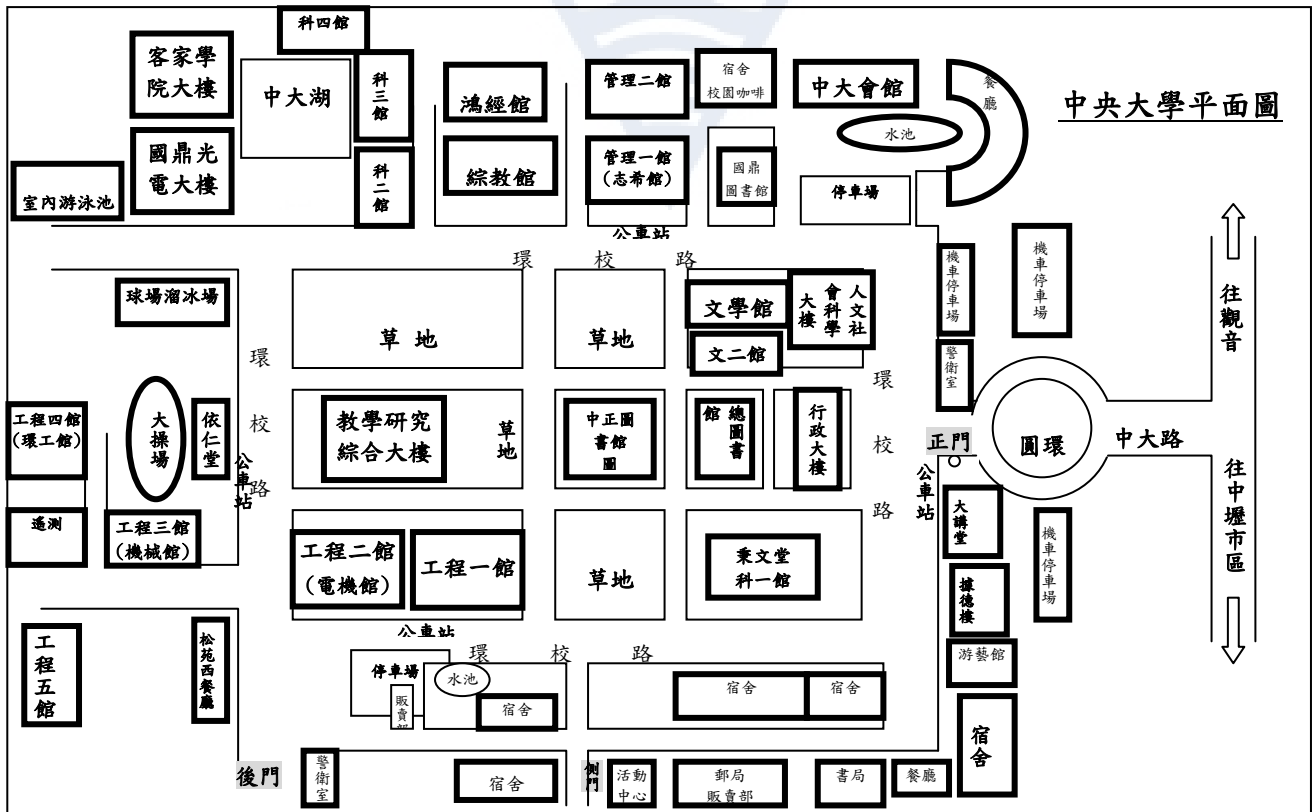 科四館
客家學
院大樓
中大湖
科三館
鴻經館
管理二館
宿舍
校園咖啡
中大會館
餐廳
中央大學平面圖
水池
國鼎光
電大樓
科二館
綜教館
管理一館
(志希館)
國鼎
圖書館
停車場
室內游泳池
公車站
環 校 路
機車停車場
機車停車場
往觀音
球場溜冰場
草 地
草地
文學館
人文社
會科學
大樓
文二館
環校路
環校路
警衛室
工程四館
(環工館)
大操場
依仁堂
公車站
教學研究
綜合大樓
草地
中正圖
書館
圖
總圖書
館
行政大樓
正門
圓環
中大路
公車站
往中壢市區
遙測
工程三館
(機械館)
工程二館
(電機館)
工程一館
草地
秉文堂
科一館
大講堂
機車停車場
據德樓
公車站
環 校 路
游藝館
工程五館
松苑西餐廳
停車場
水池
販賣部
宿舍
宿舍
宿舍
宿舍
後門
警衛室
宿舍
側門
活動
中心
郵局
販賣部
書局
餐廳